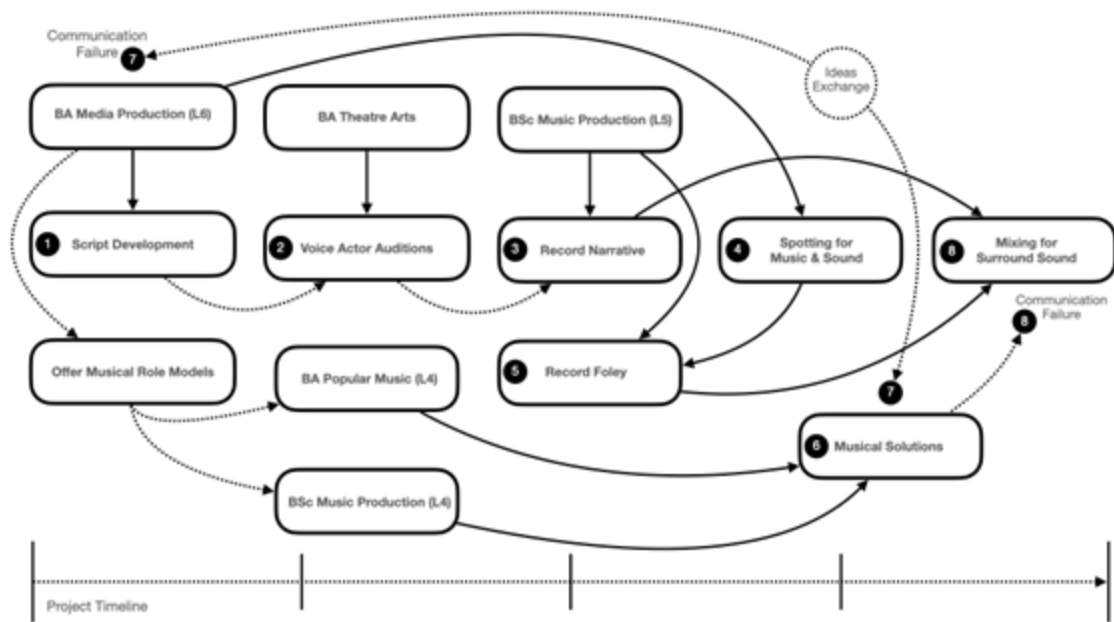 Communication
Failure
7
Ideas
Exchange
BA Media Production (L6)
BA Theatre Arts
BSc Music Production (L5)
1 Script Development
2 Voice Actor Auditions
3 Record Narrative
4 Spotting for
Music & Sound
8 Mixing for
Surround Sound
Communication
Failure
8
Offer Musical Role Models
BA Popular Music (L4)
5 Record Foley
7
6 Musical Solutions
BSc Music Production (L4)
Project Timeline